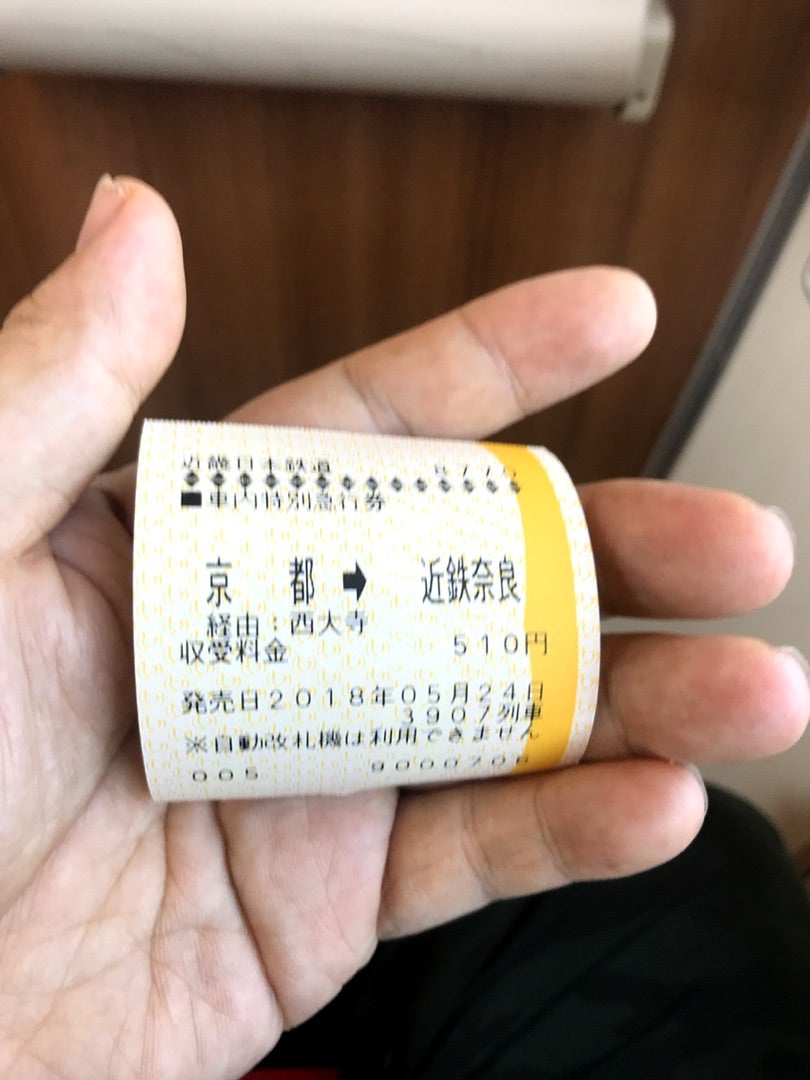 近畿日本鉄道
◆◆◆◆◆◆◆◆◆◆◆◆◆
■車内特別急行券
京 都 ➡ 近鉄奈良
経由：西大寺
収受料金 510円
発売日2018年05月24日
3907列車
※自動改札機は利用できません
005